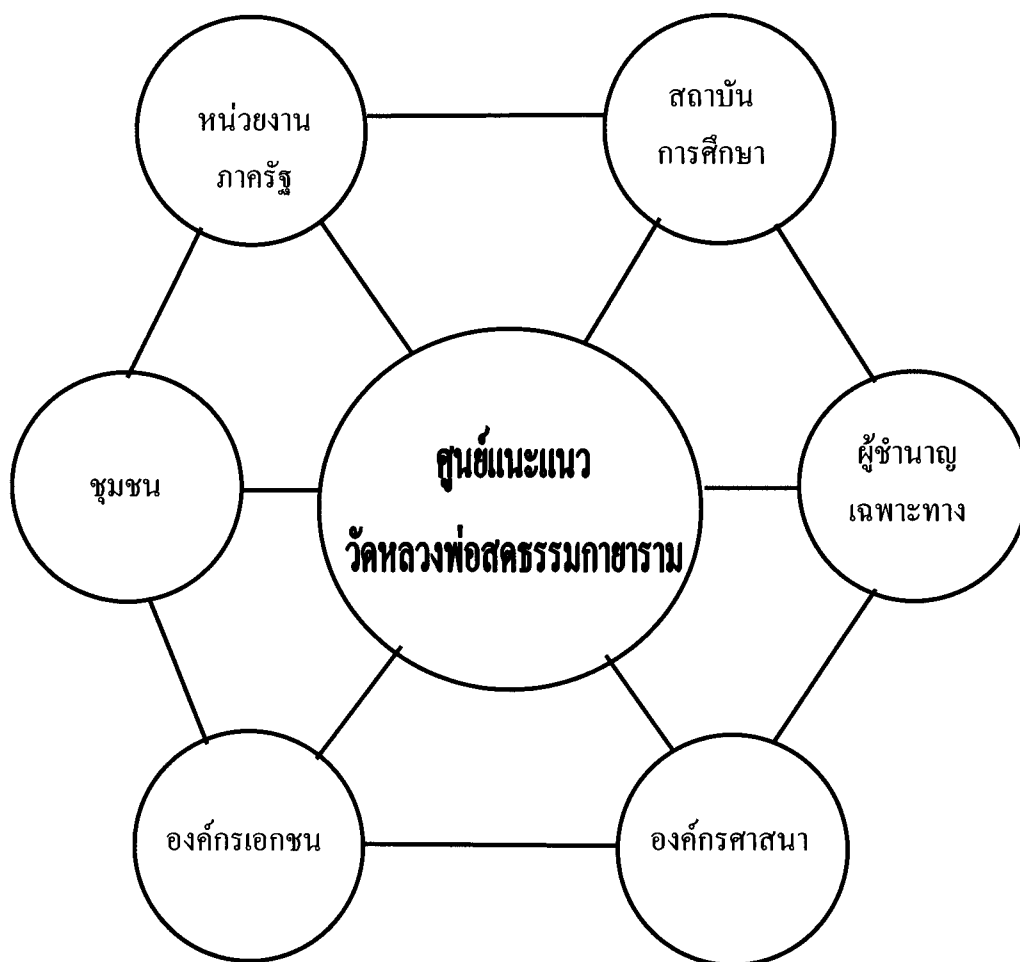 หน่วยงาน
ภาครัฐ
สถาบัน
การศึกษา
ชุมชน
ศูนย์แนะแนว
วัดหลวงพ่อสดธรรมกายาราม
ผู้ชำนาญ
เฉพาะทาง
องค์กรเอกชน
องค์กรศาสนา